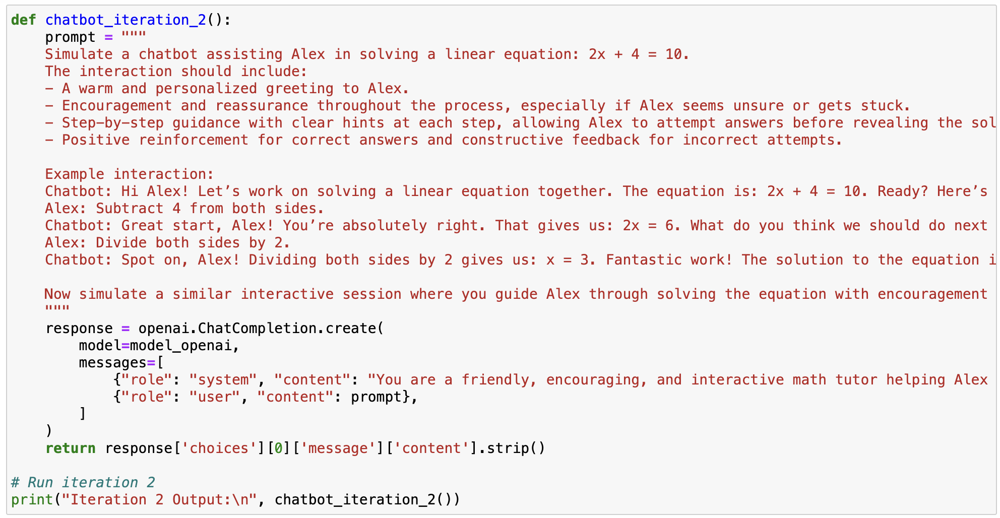 def chatbot_iteration_2():
    prompt = """
    Simulate a chatbot assisting Alex in solving a linear equation: 2x + 4 = 10.
    The interaction should include:
    - A warm and personalized greeting to Alex.
    - Encouragement and reassurance throughout the process, especially if Alex seems unsure or gets stuck.
    - Step-by-step guidance with clear hints at each step, allowing Alex to attempt answers before revealing the sol
    - Positive reinforcement for correct answers and constructive feedback for incorrect attempts.

    Example interaction:
    Chatbot: Hi Alex! Let’s work on solving a linear equation together. The equation is: 2x + 4 = 10. Ready? Here’s
    Alex: Subtract 4 from both sides.
    Chatbot: Great start, Alex! You’re absolutely right. That gives us: 2x = 6. What do you think we should do next
    Alex: Divide both sides by 2.
    Chatbot: Spot on, Alex! Dividing both sides by 2 gives us: x = 3. Fantastic work! The solution to the equation i

    Now simulate a similar interactive session where you guide Alex through solving the equation with encouragement
    """
    response = openai.ChatCompletion.create(
        model=model_openai,
        messages=[
            {"role": "system", "content": "You are a friendly, encouraging, and interactive math tutor helping Alex
            {"role": "user", "content": prompt},
        ]
    )
    return response['choices'][0]['message']['content'].strip()

# Run iteration 2
print("Iteration 2 Output:\n", chatbot_iteration_2())